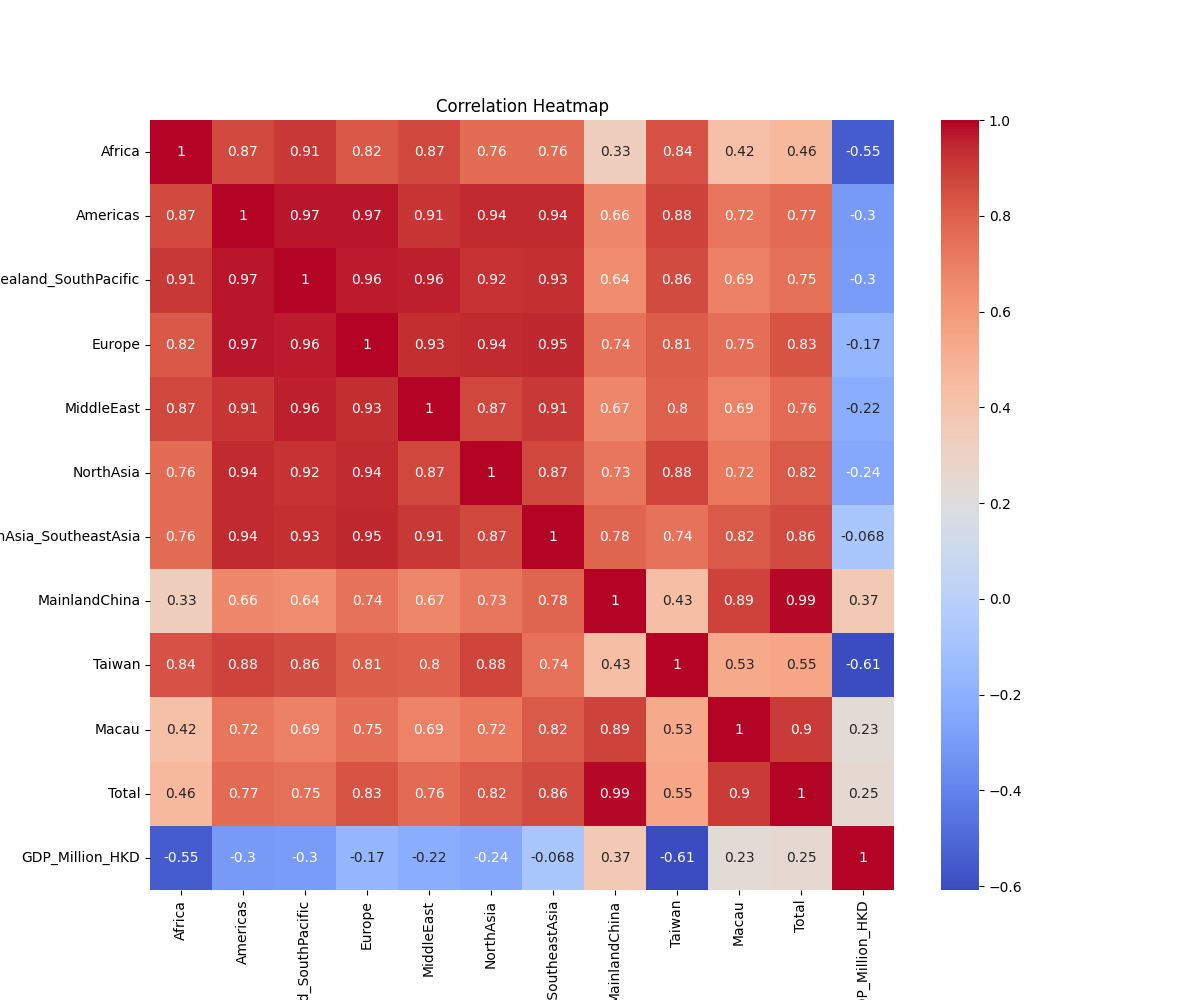 Correlation Heatmap
Africa 1 0.87 0.91 0.82 0.87 0.76 0.76 0.33 0.84 0.42 0.46 -0.55
Americas 0.87 1 0.97 0.97 0.91 0.94 0.94 0.66 0.88 0.72 0.77 -0.3
ealand_SouthPacific 0.91 0.97 1 0.96 0.96 0.92 0.93 0.64 0.86 0.69 0.75 -0.3
Europe 0.82 0.97 0.96 1 0.93 0.94 0.95 0.74 0.81 0.75 0.83 -0.17
MiddleEast 0.87 0.91 0.96 0.93 1 0.87 0.91 0.67 0.8 0.69 0.76 -0.22
NorthAsia 0.76 0.94 0.92 0.94 0.87 1 0.87 0.73 0.88 0.72 0.82 -0.24
hAsia_SoutheastAsia 0.76 0.94 0.93 0.95 0.91 0.87 1 0.78 0.74 0.82 0.86 -0.068
MainlandChina 0.33 0.66 0.64 0.74 0.67 0.73 0.78 1 0.43 0.89 0.99 0.37
Taiwan 0.84 0.88 0.86 0.81 0.8 0.88 0.74 0.43 1 0.53 0.55 -0.61
Macau 0.42 0.72 0.69 0.75 0.69 0.72 0.82 0.89 0.53 1 0.9 0.23
Total 0.46 0.77 0.75 0.83 0.76 0.82 0.86 0.99 0.55 0.9 1 0.25
GDP_Million_HKD -0.55 -0.3 -0.3 -0.17 -0.22 -0.24 -0.068 0.37 -0.61 0.23 0.25 1
Africa
Americas
d_SouthPacific
Europe
MiddleEast
NorthAsia
SoutheastAsia
MainlandChina
Taiwan
Macau
Total
DP_Million_HKD
1.0
0.8
0.6
0.4
0.2
0.0
−0.2
−0.4
−0.6